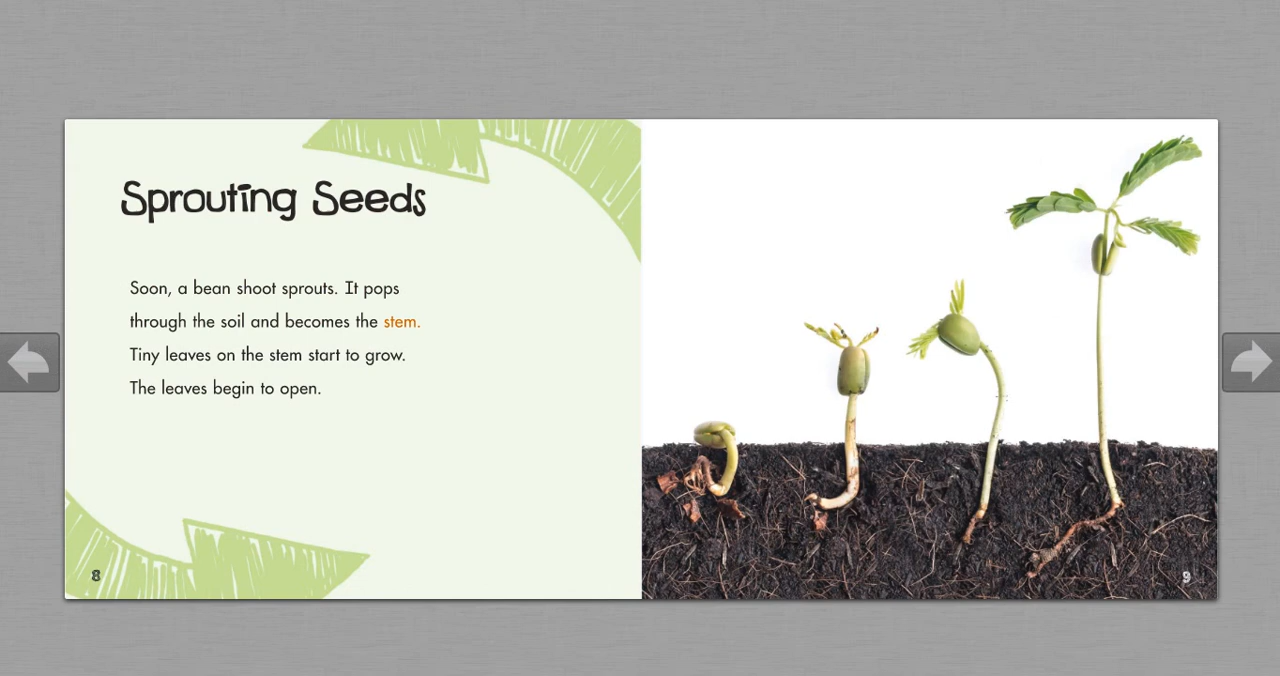 Sprouting Seeds
Soon, a bean shoot sprouts. It pops
through the soil and becomes the stem.
Tiny leaves on the stem start to grow.
The leaves begin to open.
8
9